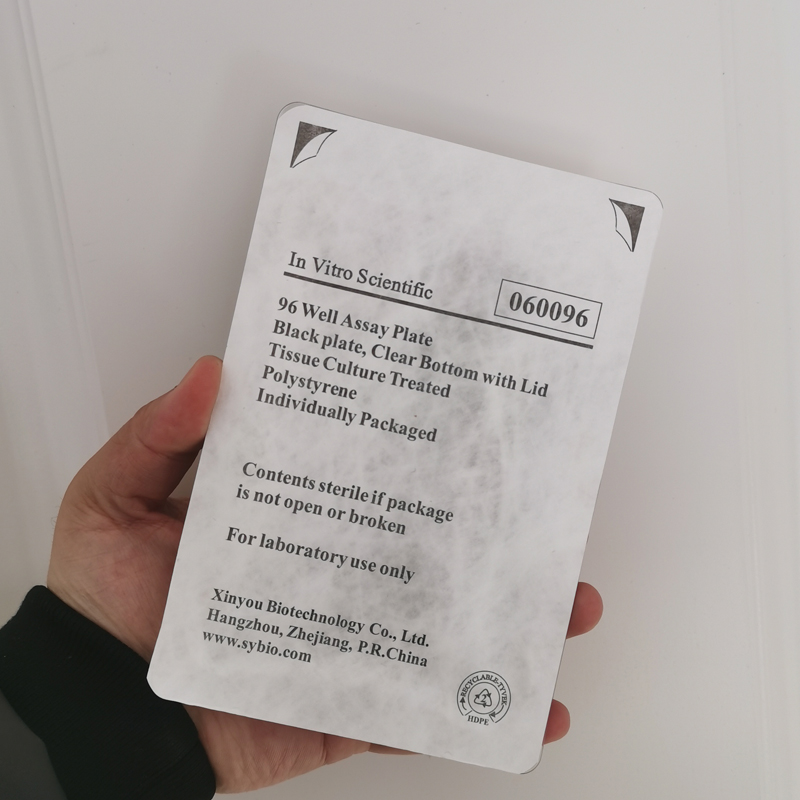 In Vitro Scientific
060096
96 Well Assay Plate
Black plate, Clear Bottom with Lid
Tissue Culture Treated
Polystyrene
Individually Packaged
Contents sterile if package
is not open or broken
For laboratory use only
Xinyou Biotechnology Co., Ltd.
Hangzhou, Zhejiang, P.R.China
www.sybio.com
RECYCLABLE-TYVEK
2
HDPE